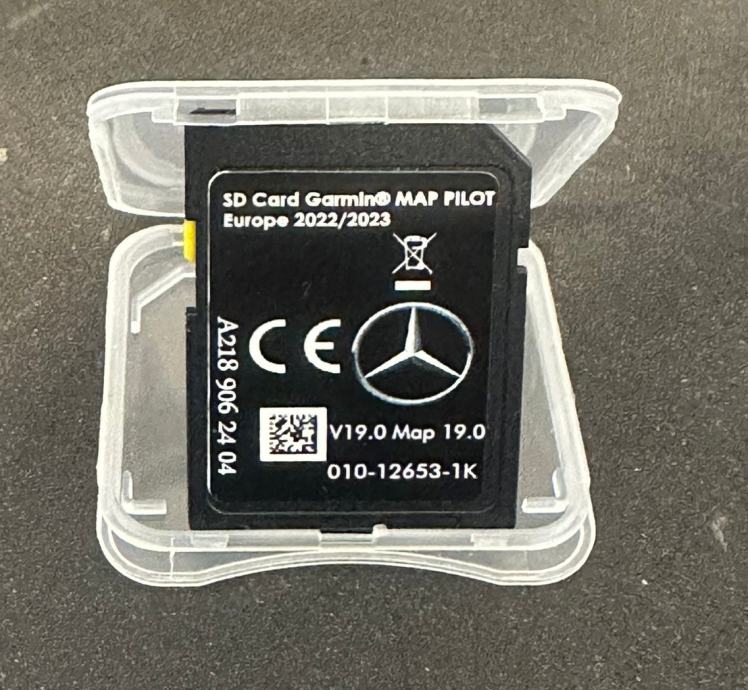 SD Card Garmin® MAP PILOT
Europe 2022/2023
CE
A218 906 24 04
V19.0 Map 19.0
010-12653-1K